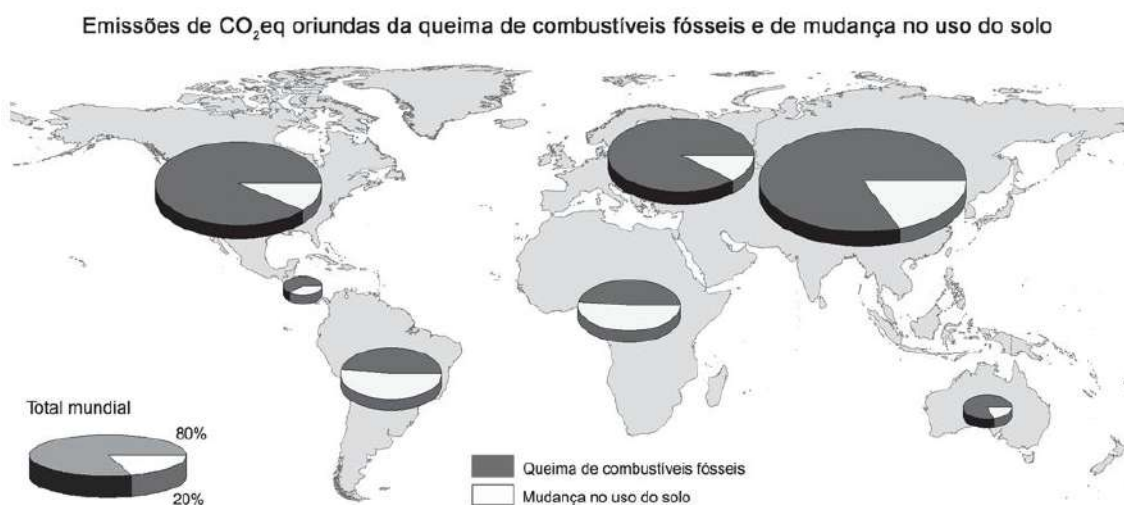 Emissões de CO₂eq oriundas da queima de combustíveis fósseis e de mudança no uso do solo
Total mundial
80%
20%
Queima de combustíveis fósseis
Mudança no uso do solo